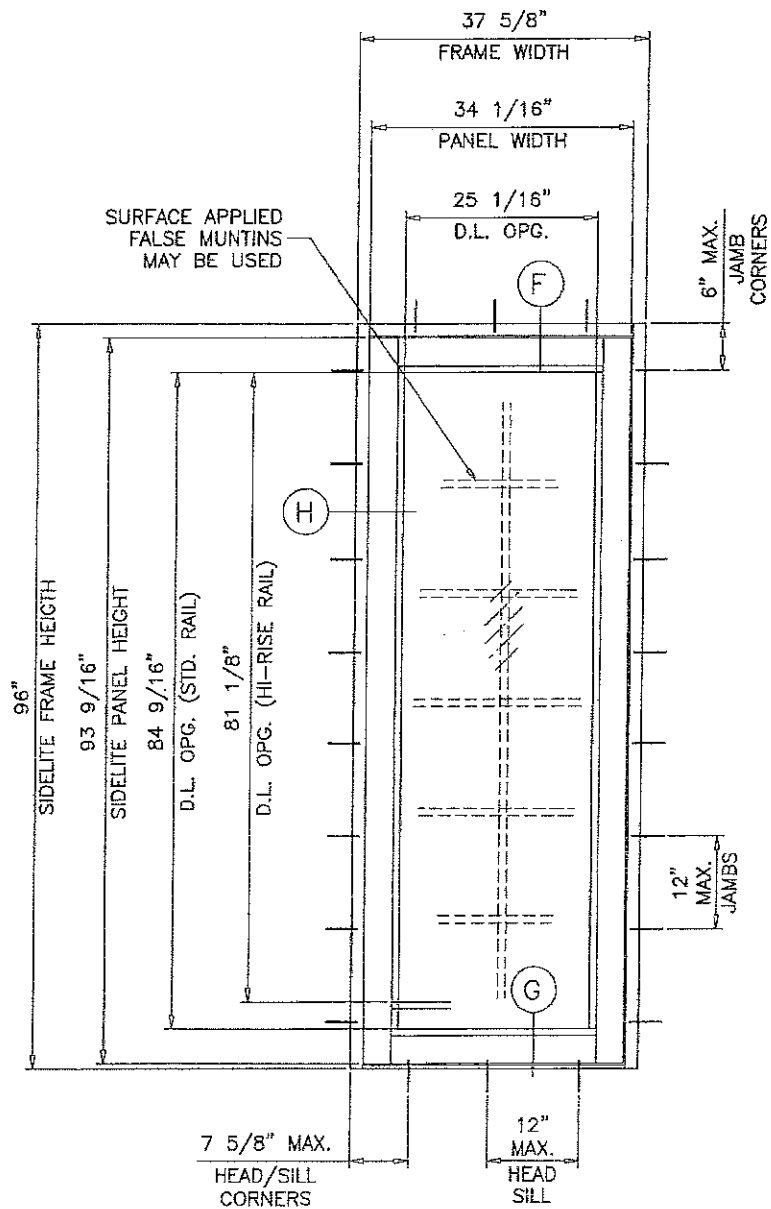 37 5/8"
FRAME WIDTH
34 1/16"
PANEL WIDTH
25 1/16"
D.L. OPG.
SURFACE APPLIED
FALSE MUNTINS
MAY BE USED
6" MAX.
JAMB
CORNERS
F
H
96"
SIDELITE FRAME HEIGTH
93 9/16"
SIDELITE PANEL HEIGHT
84 9/16"
D.L. OPG. (STD. RAIL)
81 1/8"
D.L. OPG. (HI-RISE RAIL)
12"
MAX.
JAMBS
G
7 5/8" MAX.
HEAD/SILL
CORNERS
12"
MAX.
HEAD
SILL